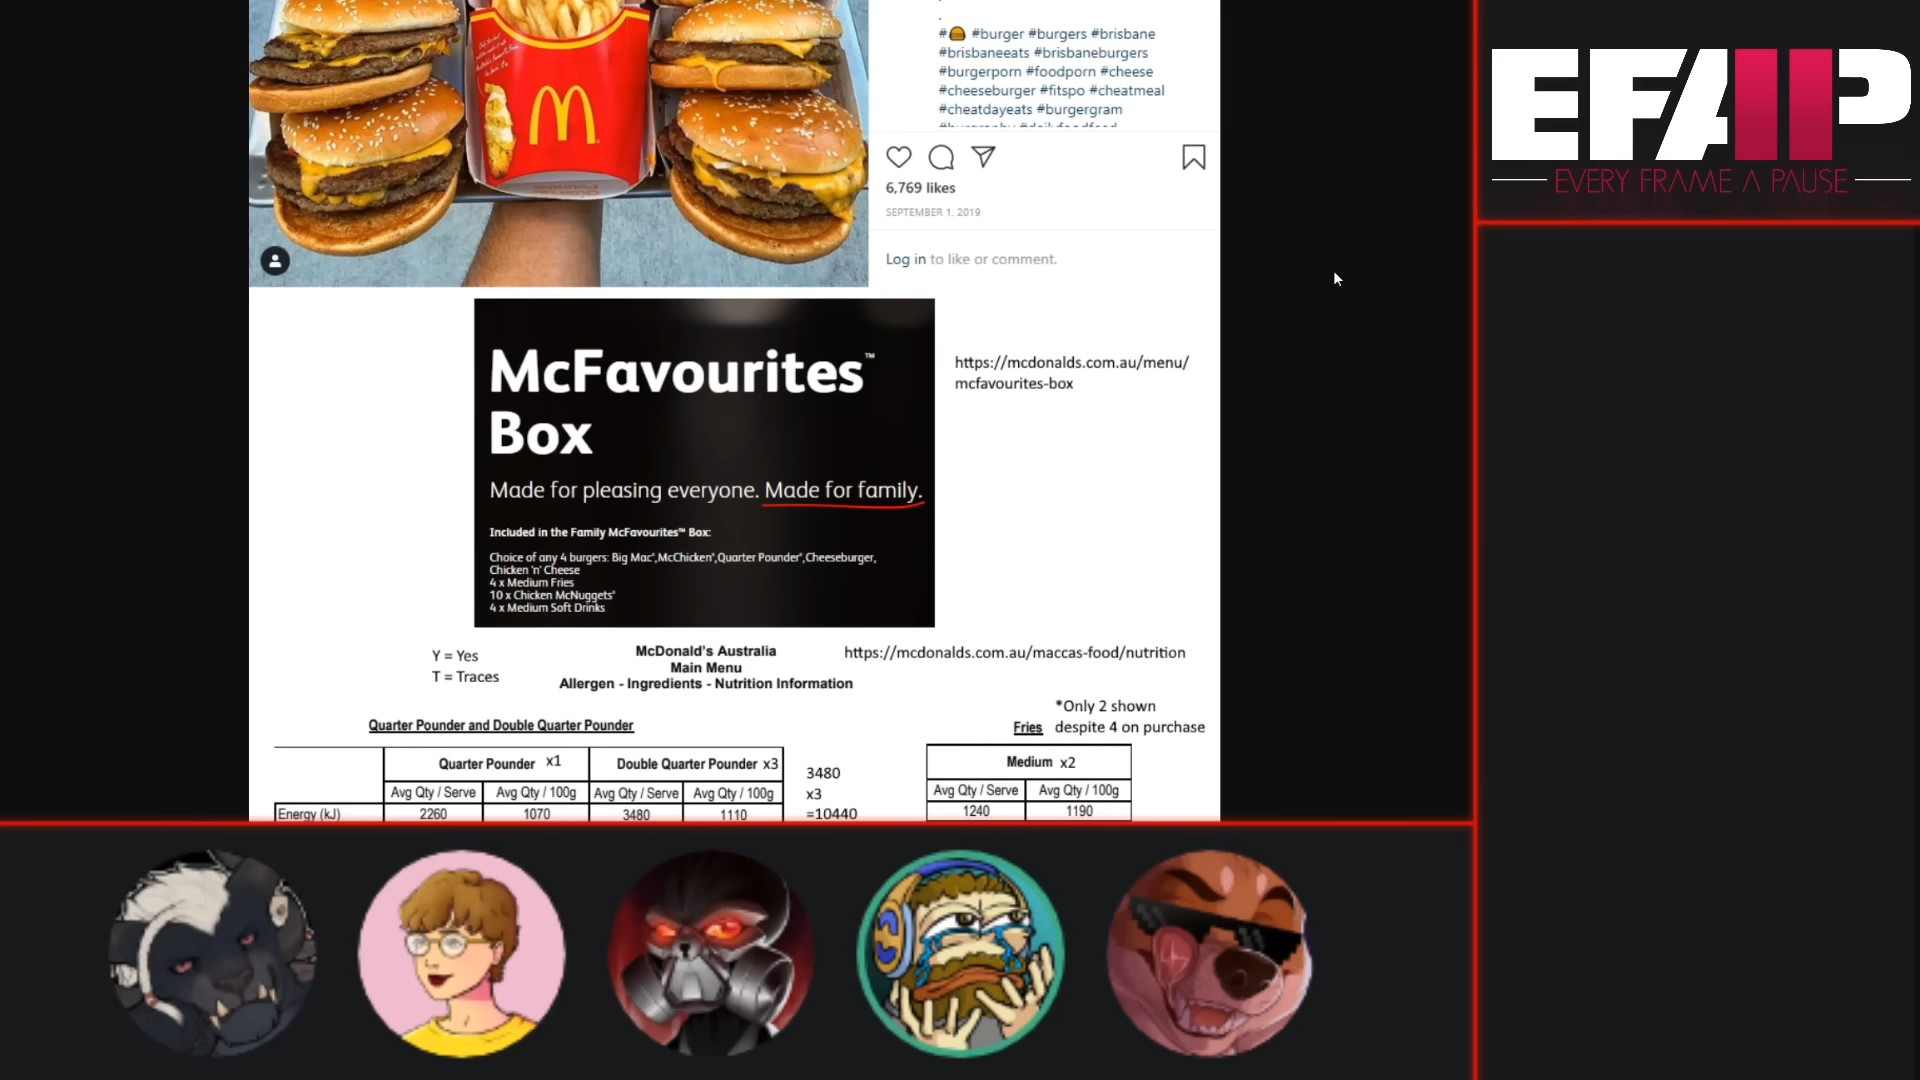 #🍔 #burger #burgers #brisbane
#brisbaneeats #brisbaneburgers
#burgerporn #foodporn #cheese
#cheeseburger #fitspo #cheatmeal
#cheatdayeats #burgergram
6,769 likes
SEPTEMBER 1, 2019
Log in to like or comment.
EFAP
EVERY FRAME A PAUSE
McFavourites™
Box
Made for pleasing everyone. Made for family.
Included in the Family McFavourites™ Box:
Choice of any 4 burgers: Big Mac®,McChicken®,Quarter Pounder®,Cheeseburger,
Chicken 'n' Cheese
4 x Medium Fries
10 x Chicken McNuggets®
4 x Medium Soft Drinks
https://mcdonalds.com.au/menu/
mcfavourites-box
Y = Yes
T = Traces
McDonald's Australia
Main Menu
Allergen - Ingredients - Nutrition Information
https://mcdonalds.com.au/maccas-food/nutrition
*Only 2 shown
despite 4 on purchase
Quarter Pounder and Double Quarter Pounder
Fries
Quarter Pounder x1
Double Quarter Pounder x3
Avg Qty / Serve
Avg Qty / 100g
Avg Qty / Serve
Avg Qty / 100g
Energy (kJ)
2260
1070
3480
1110
3480
x3
=10440
Medium x2
Avg Qty / Serve
Avg Qty / 100g
1240
1190